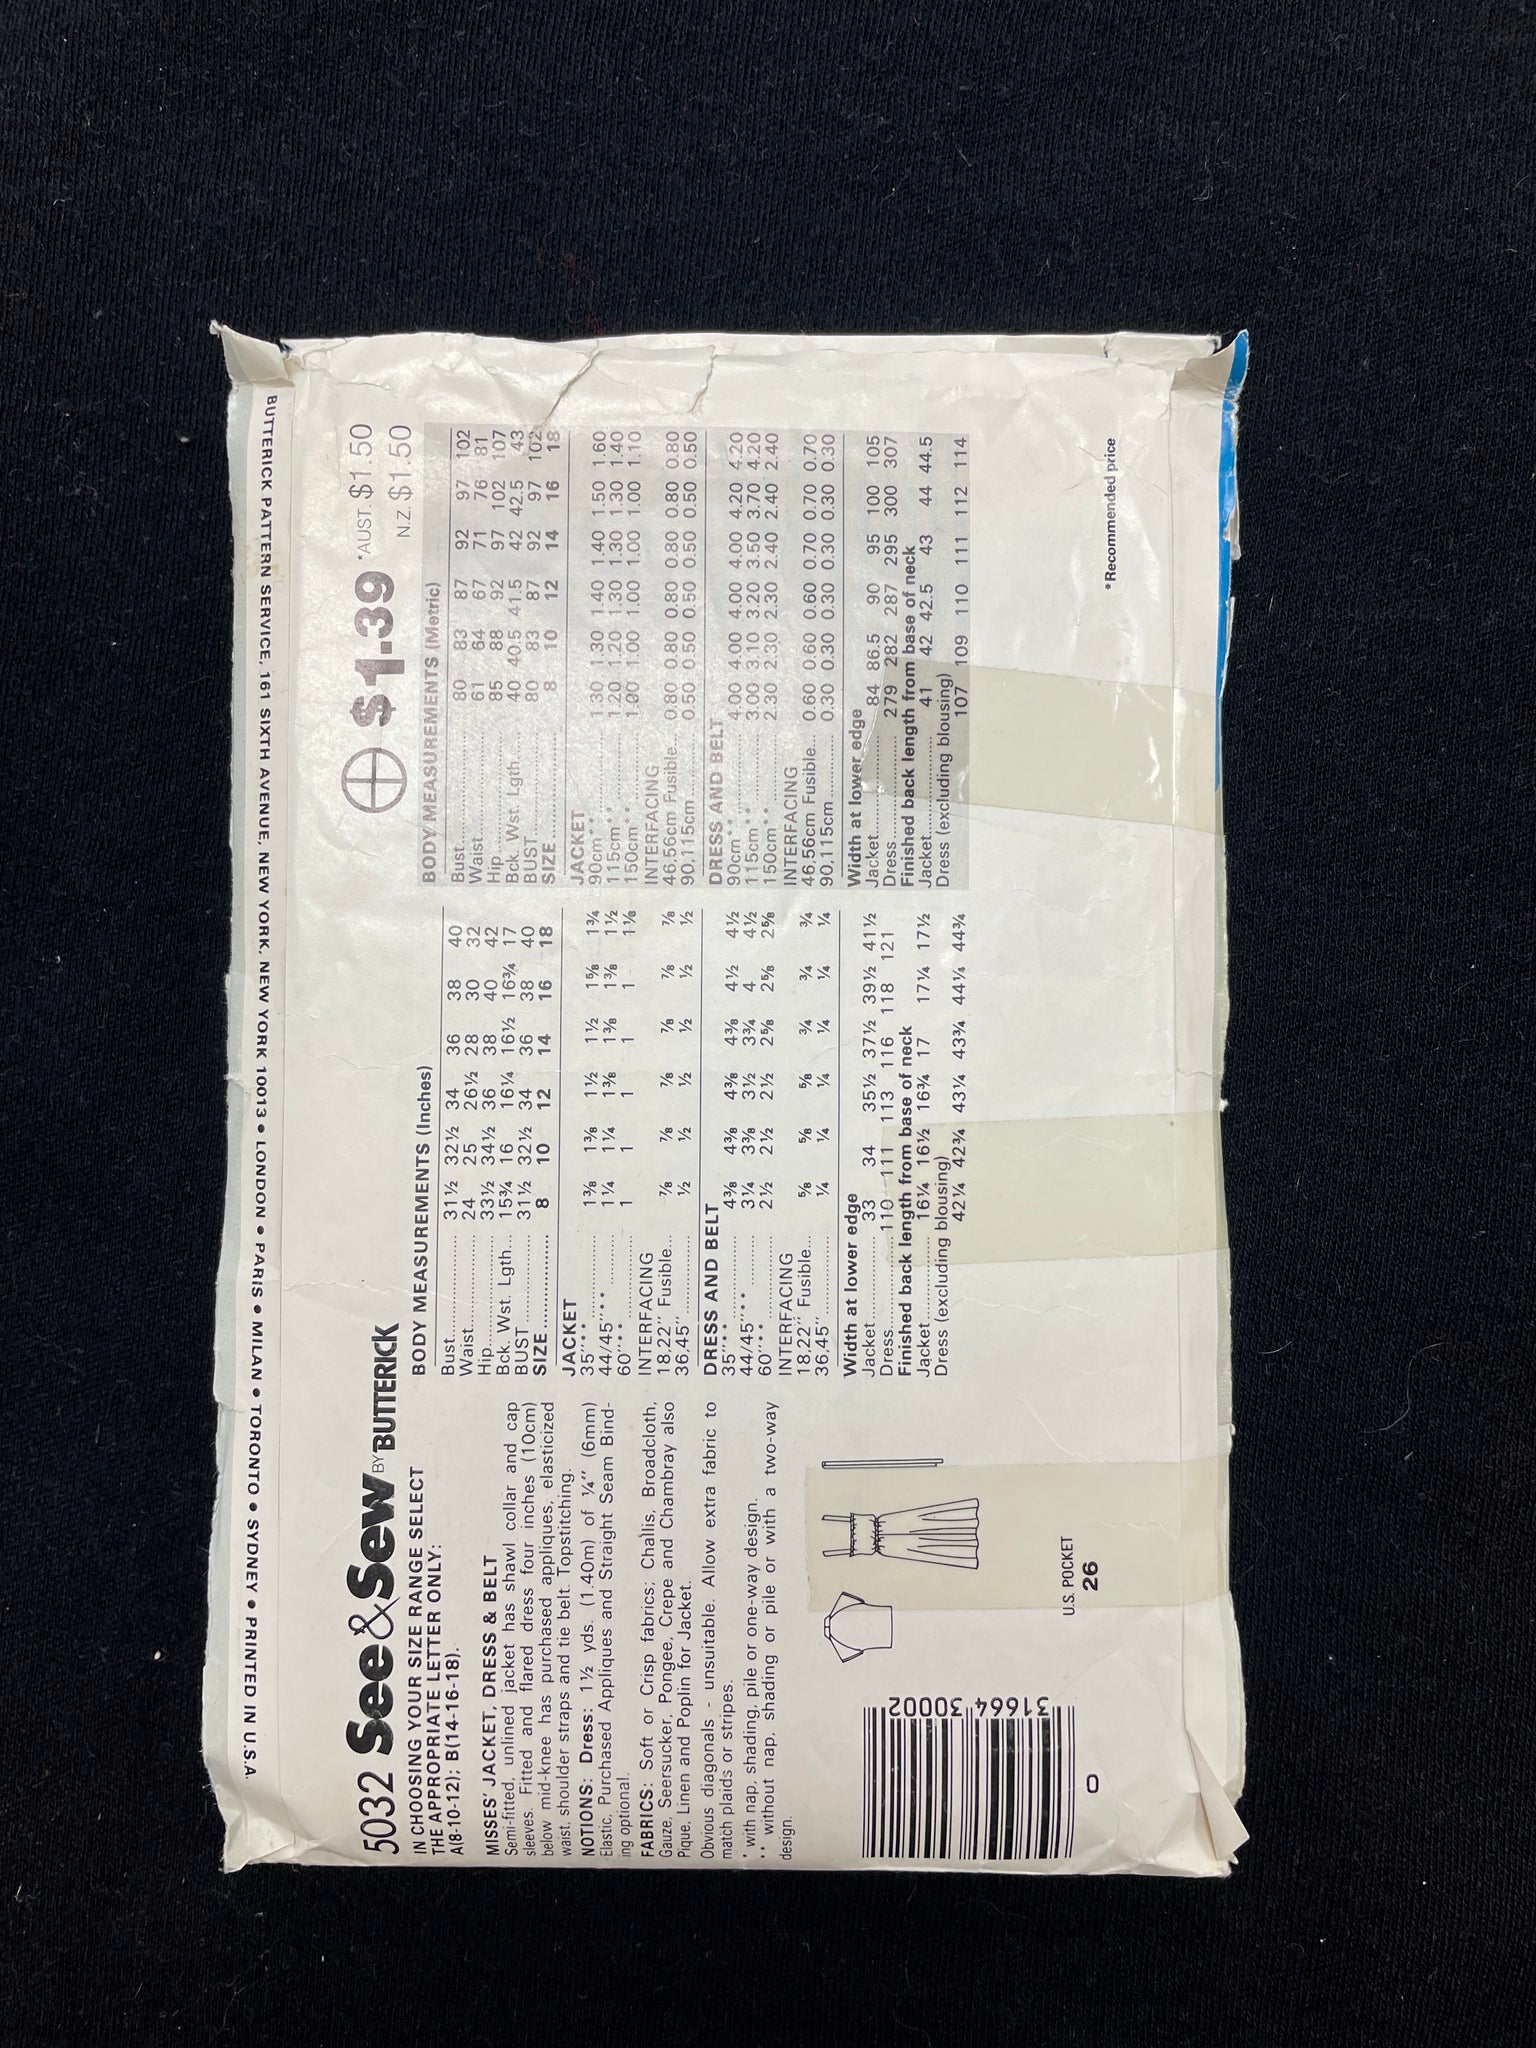 BUTTERICK PATTERN SERVICE, 161 SIXTH AVENUE, NEW YORK, NEW YORK 10013 ● LONDON ● PARIS ● MILAN ● TORONTO ● SYDNEY ● PRINTED IN U.S.A.
5032 See&Sew BY BUTTERICK
$1.39 *AUST. $1.50
N.Z. $1.50
IN CHOOSING YOUR SIZE RANGE SELECT
THE APPROPRIATE LETTER ONLY:
A(8-10-12); B(14-16-18).
MISSES' JACKET, DRESS & BELT
Semi-fitted, unlined jacket has shawl collar and cap
sleeves. Fitted and flared dress four inches (10cm)
below mid-knee has purchased appliques, elasticized
waist, shoulder straps and tie belt. Topstitching.
NOTIONS: Dress: 1½ yds. (1.40m) of ¼" (6mm)
Elastic, Purchased Appliques and Straight Seam Bind-
ing optional.
FABRICS: Soft or Crisp fabrics; Challis, Broadcloth,
Gauze, Seersucker, Pongee, Crepe and Chambray also
Pique, Linen and Poplin for Jacket.
Obvious diagonals - unsuitable. Allow extra fabric to
match plaids or stripes.
* with nap, shading, pile or one-way design.
** without nap, shading or pile or with a two-way
design.
31664 30002
0
U.S. POCKET
26
BODY MEASUREMENTS (Inches)
Bust 31½ 32½ 34 36 38 40
Waist 24 25 26½ 28 30 32
Hip 33½ 34½ 36 38 40 42
Bck. Wst. Lgth 15¾ 16 16¼ 16½ 16¾ 17
BUST 31½ 32½ 34 36 38 40
SIZE 8 10 12 14 16 18
JACKET
35"** 1⅜ 1⅜ 1½ 1½ 1⅝ 1¾
44/45"** 1¼ 1¼ 1⅜ 1⅜ 1⅜ 1½
60"** 1 1 1 1 1 1⅛
INTERFACING
18,22" Fusible ⅞ ⅞ ⅞ ⅞ ⅞ ⅞
36,45" ½ ½ ½ ½ ½ ½
DRESS AND BELT
35"** 4⅜ 4⅜ 4⅜ 4⅜ 4½ 4½
44/45"** 3¼ 3⅜ 3½ 3¾ 4 4½
60"** 2½ 2½ 2½ 2⅝ 2⅝ 2⅝
INTERFACING
18,22" Fusible ⅝ ⅝ ⅝ ¾ ¾ ¾
36,45" ¼ ¼ ¼ ¼ ¼ ¼
Width at lower edge
Jacket 33 34 35½ 37½ 39½ 41½
Dress 110 111 113 116 118 121
Finished back length from base of neck
Jacket 16¼ 16½ 16¾ 17 17¼ 17½
Dress (excluding blousing)
42¼ 42¾ 43¼ 43¾ 44¼ 44¾
BODY MEASUREMENTS (Metric)
Bust 80 83 87 92 97 102
Waist 61 64 67 71 76 81
Hip 85 88 92 97 102 107
Bck. Wst. Lgth 40 40.5 41.5 42 42.5 43
BUST 80 83 87 92 97 102
SIZE 8 10 12 14 16 18
JACKET
90cm** 1.30 1.30 1.40 1.40 1.50 1.60
115cm** 1.20 1.20 1.30 1.30 1.30 1.40
150cm** 1.00 1.00 1.00 1.00 1.00 1.10
INTERFACING
46,56cm Fusible 0.80 0.80 0.80 0.80 0.80 0.80
90,115cm 0.50 0.50 0.50 0.50 0.50 0.50
DRESS AND BELT
90cm** 4.00 4.00 4.00 4.00 4.20 4.20
115cm** 3.00 3.10 3.20 3.50 3.70 4.20
150cm** 2.30 2.30 2.30 2.40 2.40 2.40
INTERFACING
46,56cm Fusible 0.60 0.60 0.60 0.70 0.70 0.70
90,115cm 0.30 0.30 0.30 0.30 0.30 0.30
Width at lower edge
Jacket 84 86.5 90 95 100 105
Dress 279 282 287 295 300 307
Finished back length from base of neck
Jacket 41 42 42.5 43 44 44.5
Dress (excluding blousing)
107 109 110 111 112 114
*Recommended price